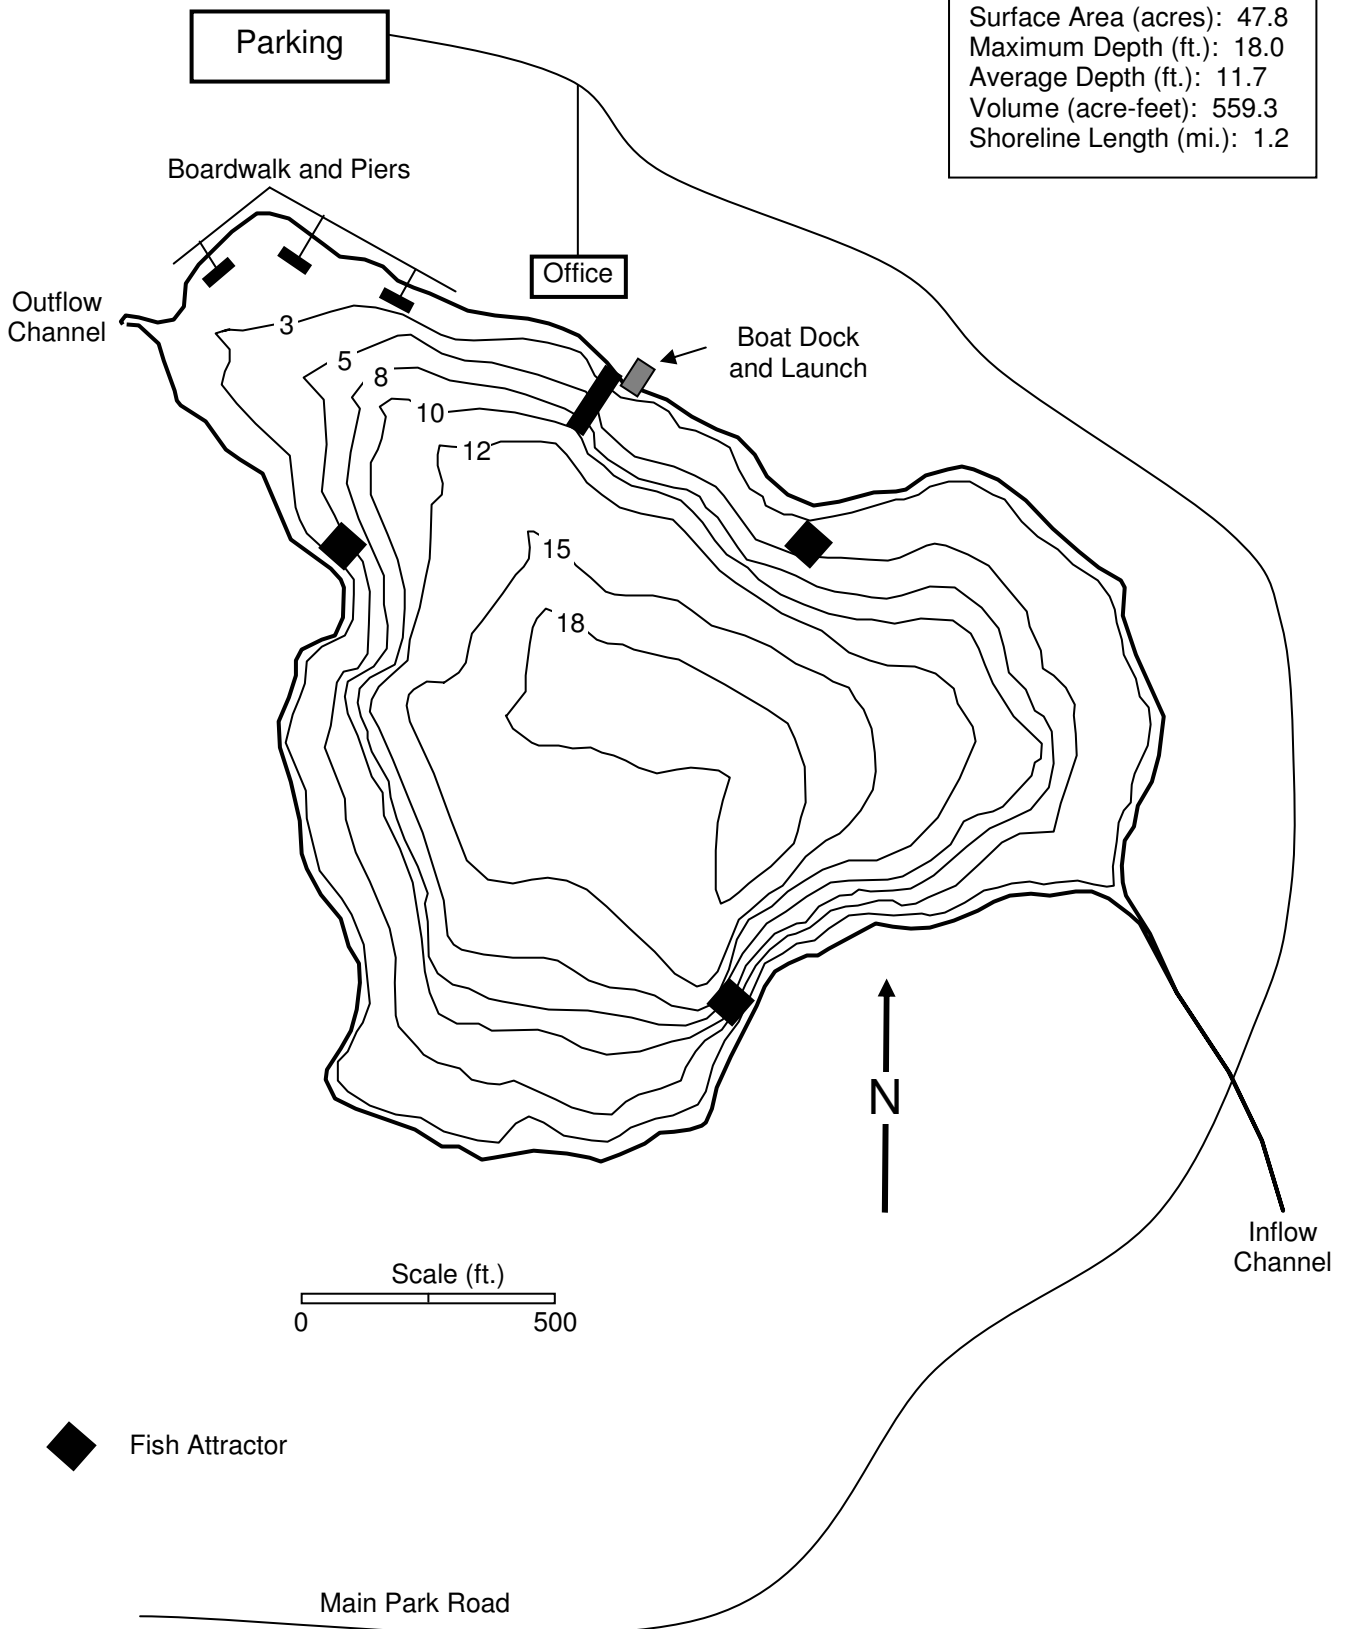 Surface Area (acres): 47.8
Maximum Depth (ft.): 18.0
Average Depth (ft.): 11.7
Volume (acre-feet): 559.3
Shoreline Length (mi.): 1.2
Parking
Boardwalk and Piers
Office
Outflow
Channel
Boat Dock
and Launch
3
5
8
10
12
15
18
N
Inflow
Channel
Scale (ft.)
0
500
Fish Attractor
Main Park Road